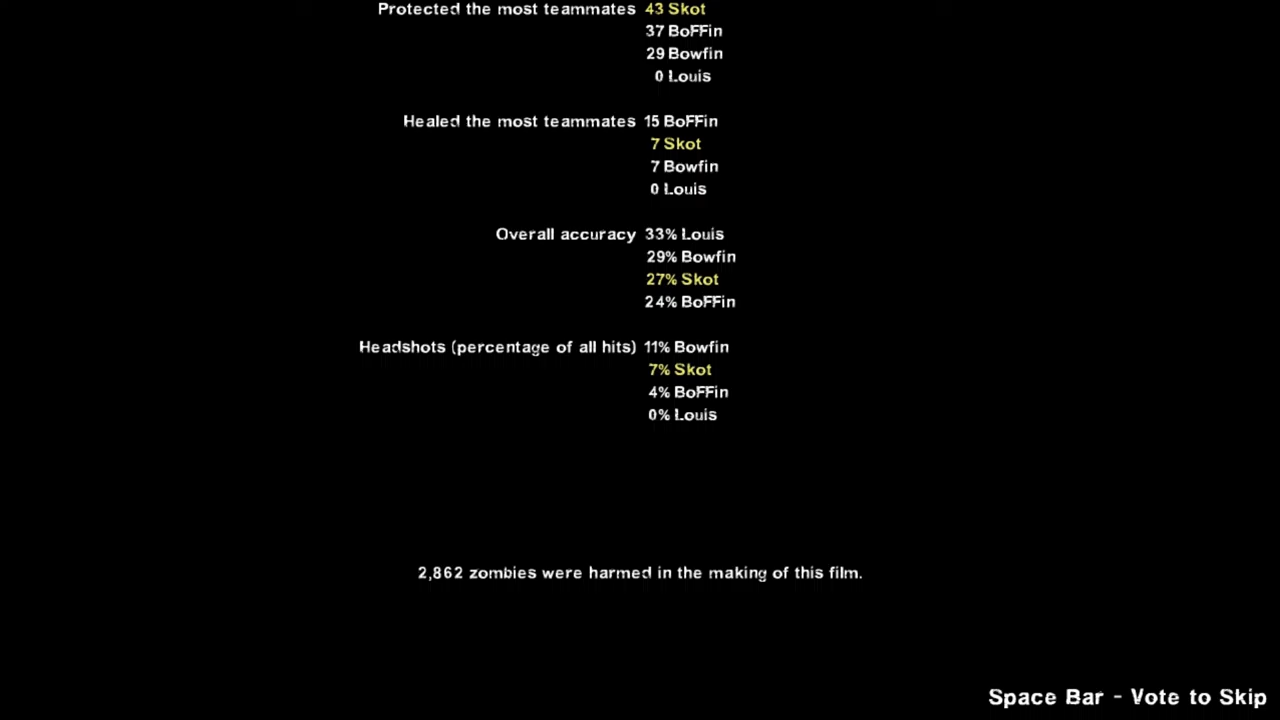 Protected the most teammates 43 Skot
37 BoFFin
29 Bowfin
0 Louis
Healed the most teammates 15 BoFFin
7 Skot
7 Bowfin
0 Louis
Overall accuracy 33% Louis
29% Bowfin
27% Skot
24% BoFFin
Headshots (percentage of all hits) 11% Bowfin
7% Skot
4% BoFFin
0% Louis
2,862 zombies were harmed in the making of this film.
Space Bar - Vote to Skip